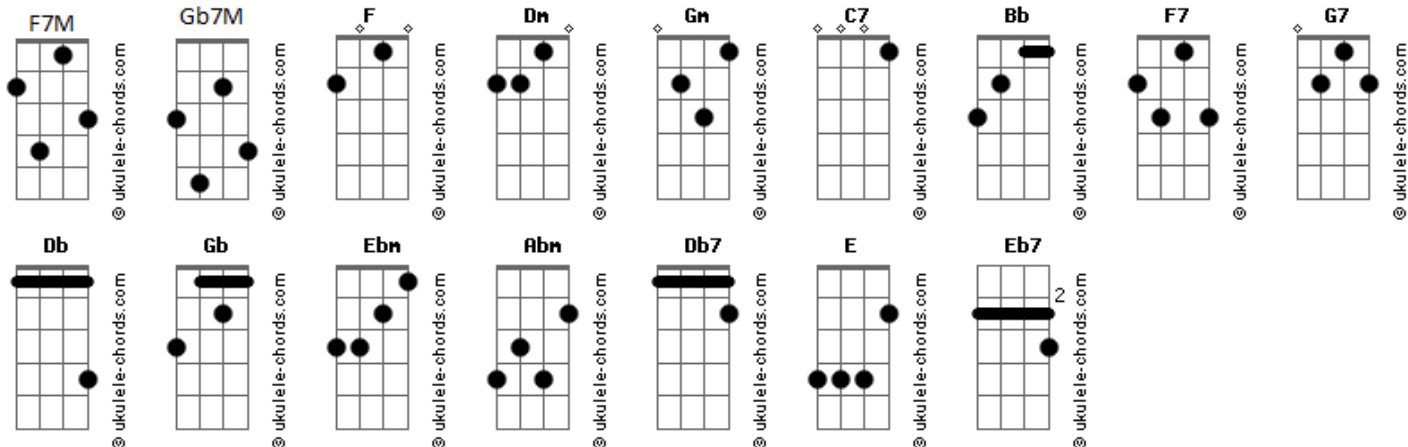 F7M Gb7M F Dm Gm C7 Bb F7 G7
© ukulele-chords.com © ukulele-chords.com © ukulele-chords.com © ukulele-chords.com © ukulele-chords.com © ukulele-chords.com © ukulele-chords.com © ukulele-chords.com © ukulele-chords.com
Db Gb Ebm Abm Db7 E Eb7
2
© ukulele-chords.com © ukulele-chords.com © ukulele-chords.com © ukulele-chords.com © ukulele-chords.com © ukulele-chords.com © ukulele-chords.com